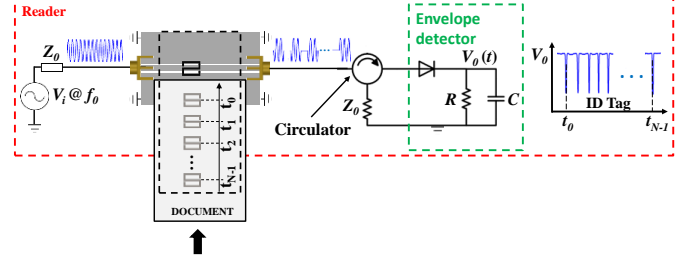 Reader
Envelope
detector
Z0
Vi @ f0
Circulator
Z0
V0 (t)
R
C
V0
ID Tag
t0
tN-1
t0
t1
t2
tN-1
DOCUMENT